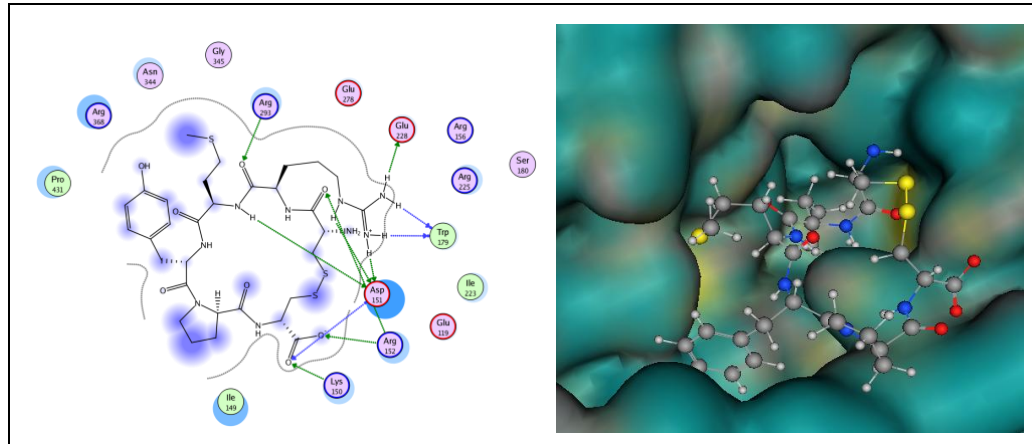 Gly
345
Asn
344
Arg
368
Arg
293
Glu
278
Glu
228
Arg
156
Ser
180
Arg
225
Pro
431
Trp
179
Ile
223
Asp
151
Glu
119
Arg
152
Lys
150
Ile
149
S
OH
O
H
N
H
O
N
H
O
NH
O
HN
O
N
H
N
H
H
N
H
NH₂
S
S
O
N
H
O
H
O
O